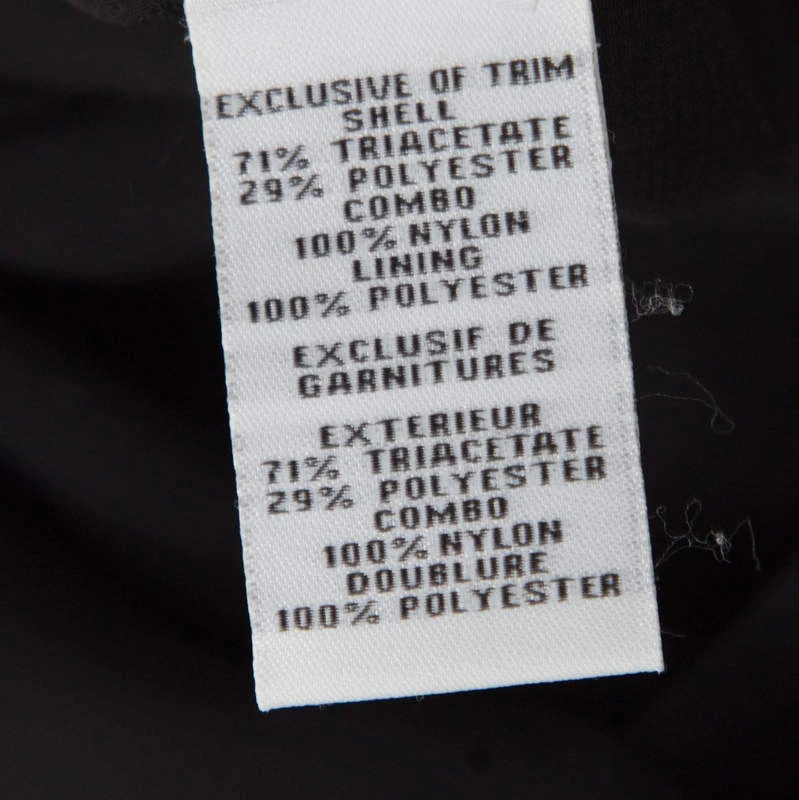 EXCLUSIVE OF TRIM
SHELL
71% TRIACETATE
29% POLYESTER
COMBO
100% NYLON
LINING
100% POLYESTER
EXCLUSIF DE
GARNITURES
EXTERIEUR
71% TRIACETATE
29% POLYESTER
COMBO
100% NYLON
DOUBLURE
100% POLYESTER